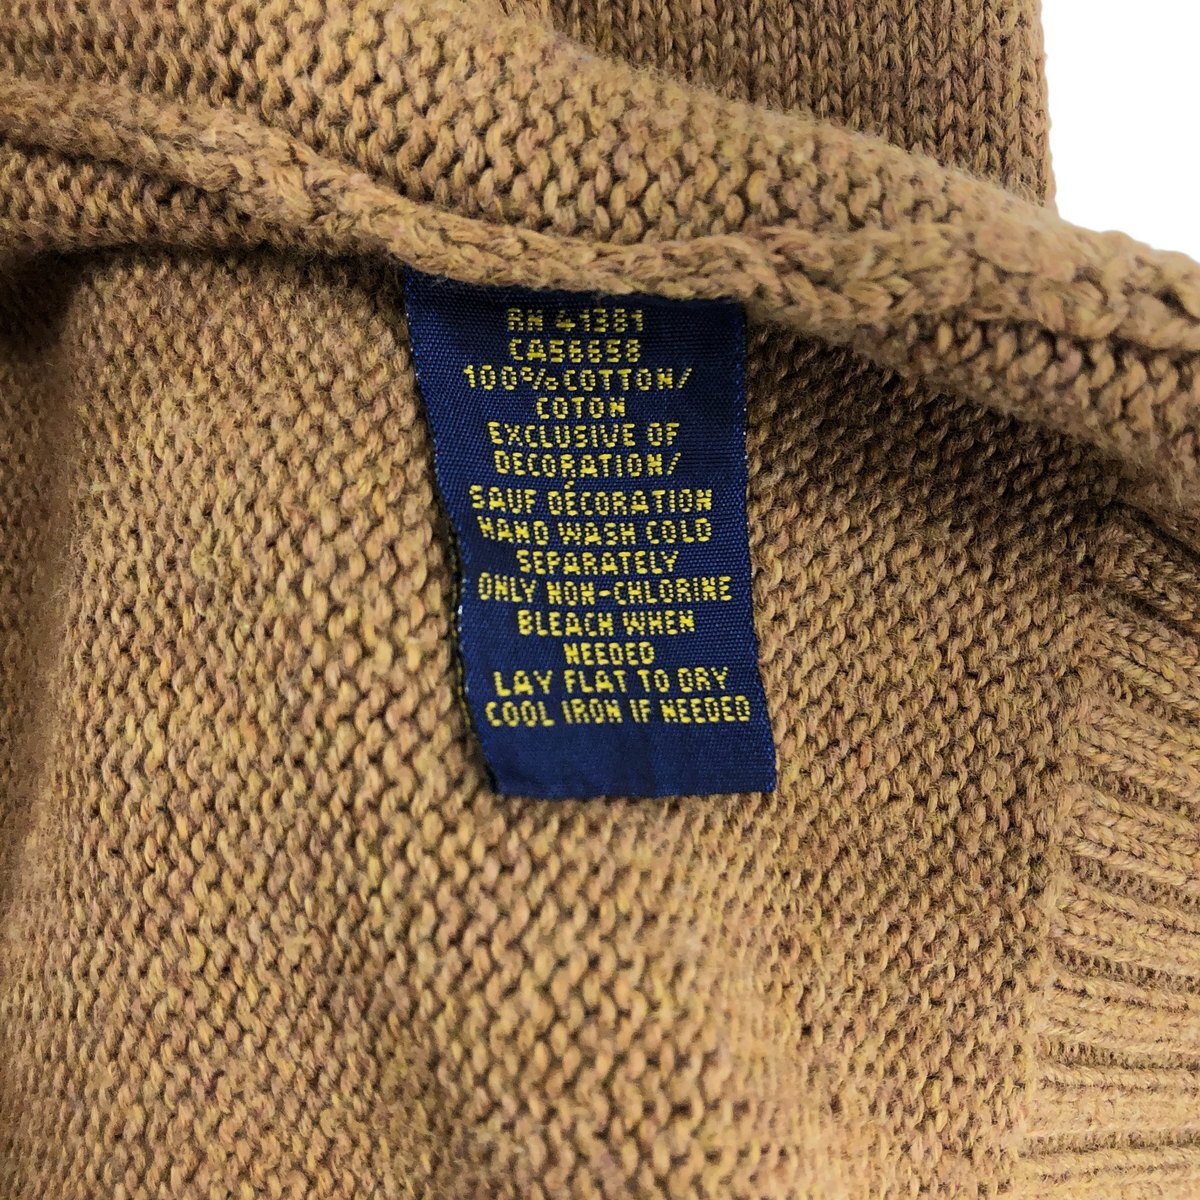 RN 41381
CA56658
100% COTTON/
COTON
EXCLUSIVE OF
DECORATION/
SAUF DÉCORATION
HAND WASH COLD
SEPARATELY
ONLY NON-CHLORINE
BLEACH WHEN
NEEDED
LAY FLAT TO DRY
COOL IRON IF NEEDED